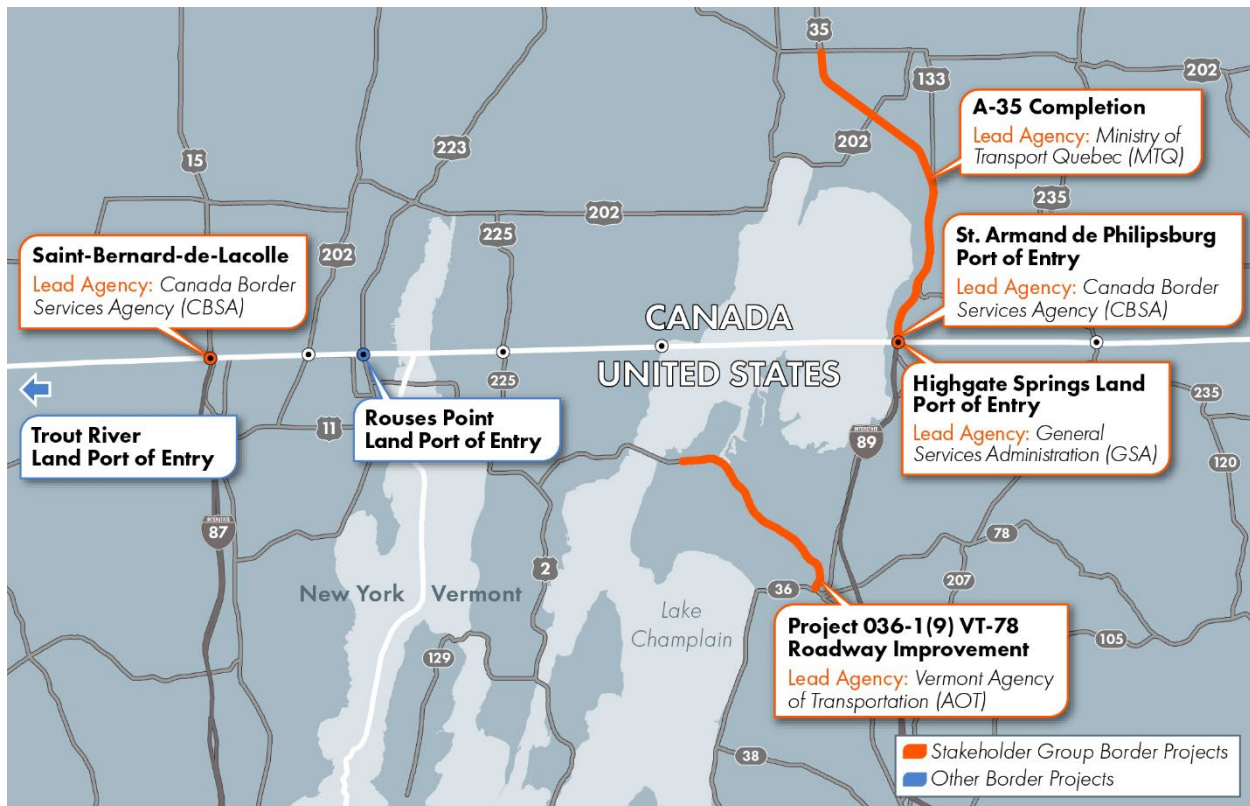 35
202
133
A-35 Completion
Lead Agency: Ministry of
Transport Quebec (MTQ)
15
223
202
235
202
225
St. Armand de Philipsburg
Port of Entry
Lead Agency: Canada Border
Services Agency (CBSA)
Saint-Bernard-de-Lacolle
Lead Agency: Canada Border
Services Agency (CBSA)
202
CANADA
UNITED STATES
225
235
Highgate Springs Land
Port of Entry
Lead Agency: General
Services Administration (GSA)
Trout River
Land Port of Entry
11
Rouses Point
Land Port of Entry
INTERSTATE
89
120
INTERSTATE
87
78
2
207
36
New York
Vermont
Lake
Champlain
105
Project 036-1(9) VT-78
Roadway Improvement
Lead Agency: Vermont Agency
of Transportation (AOT)
129
38
Stakeholder Group Border Projects
Other Border Projects